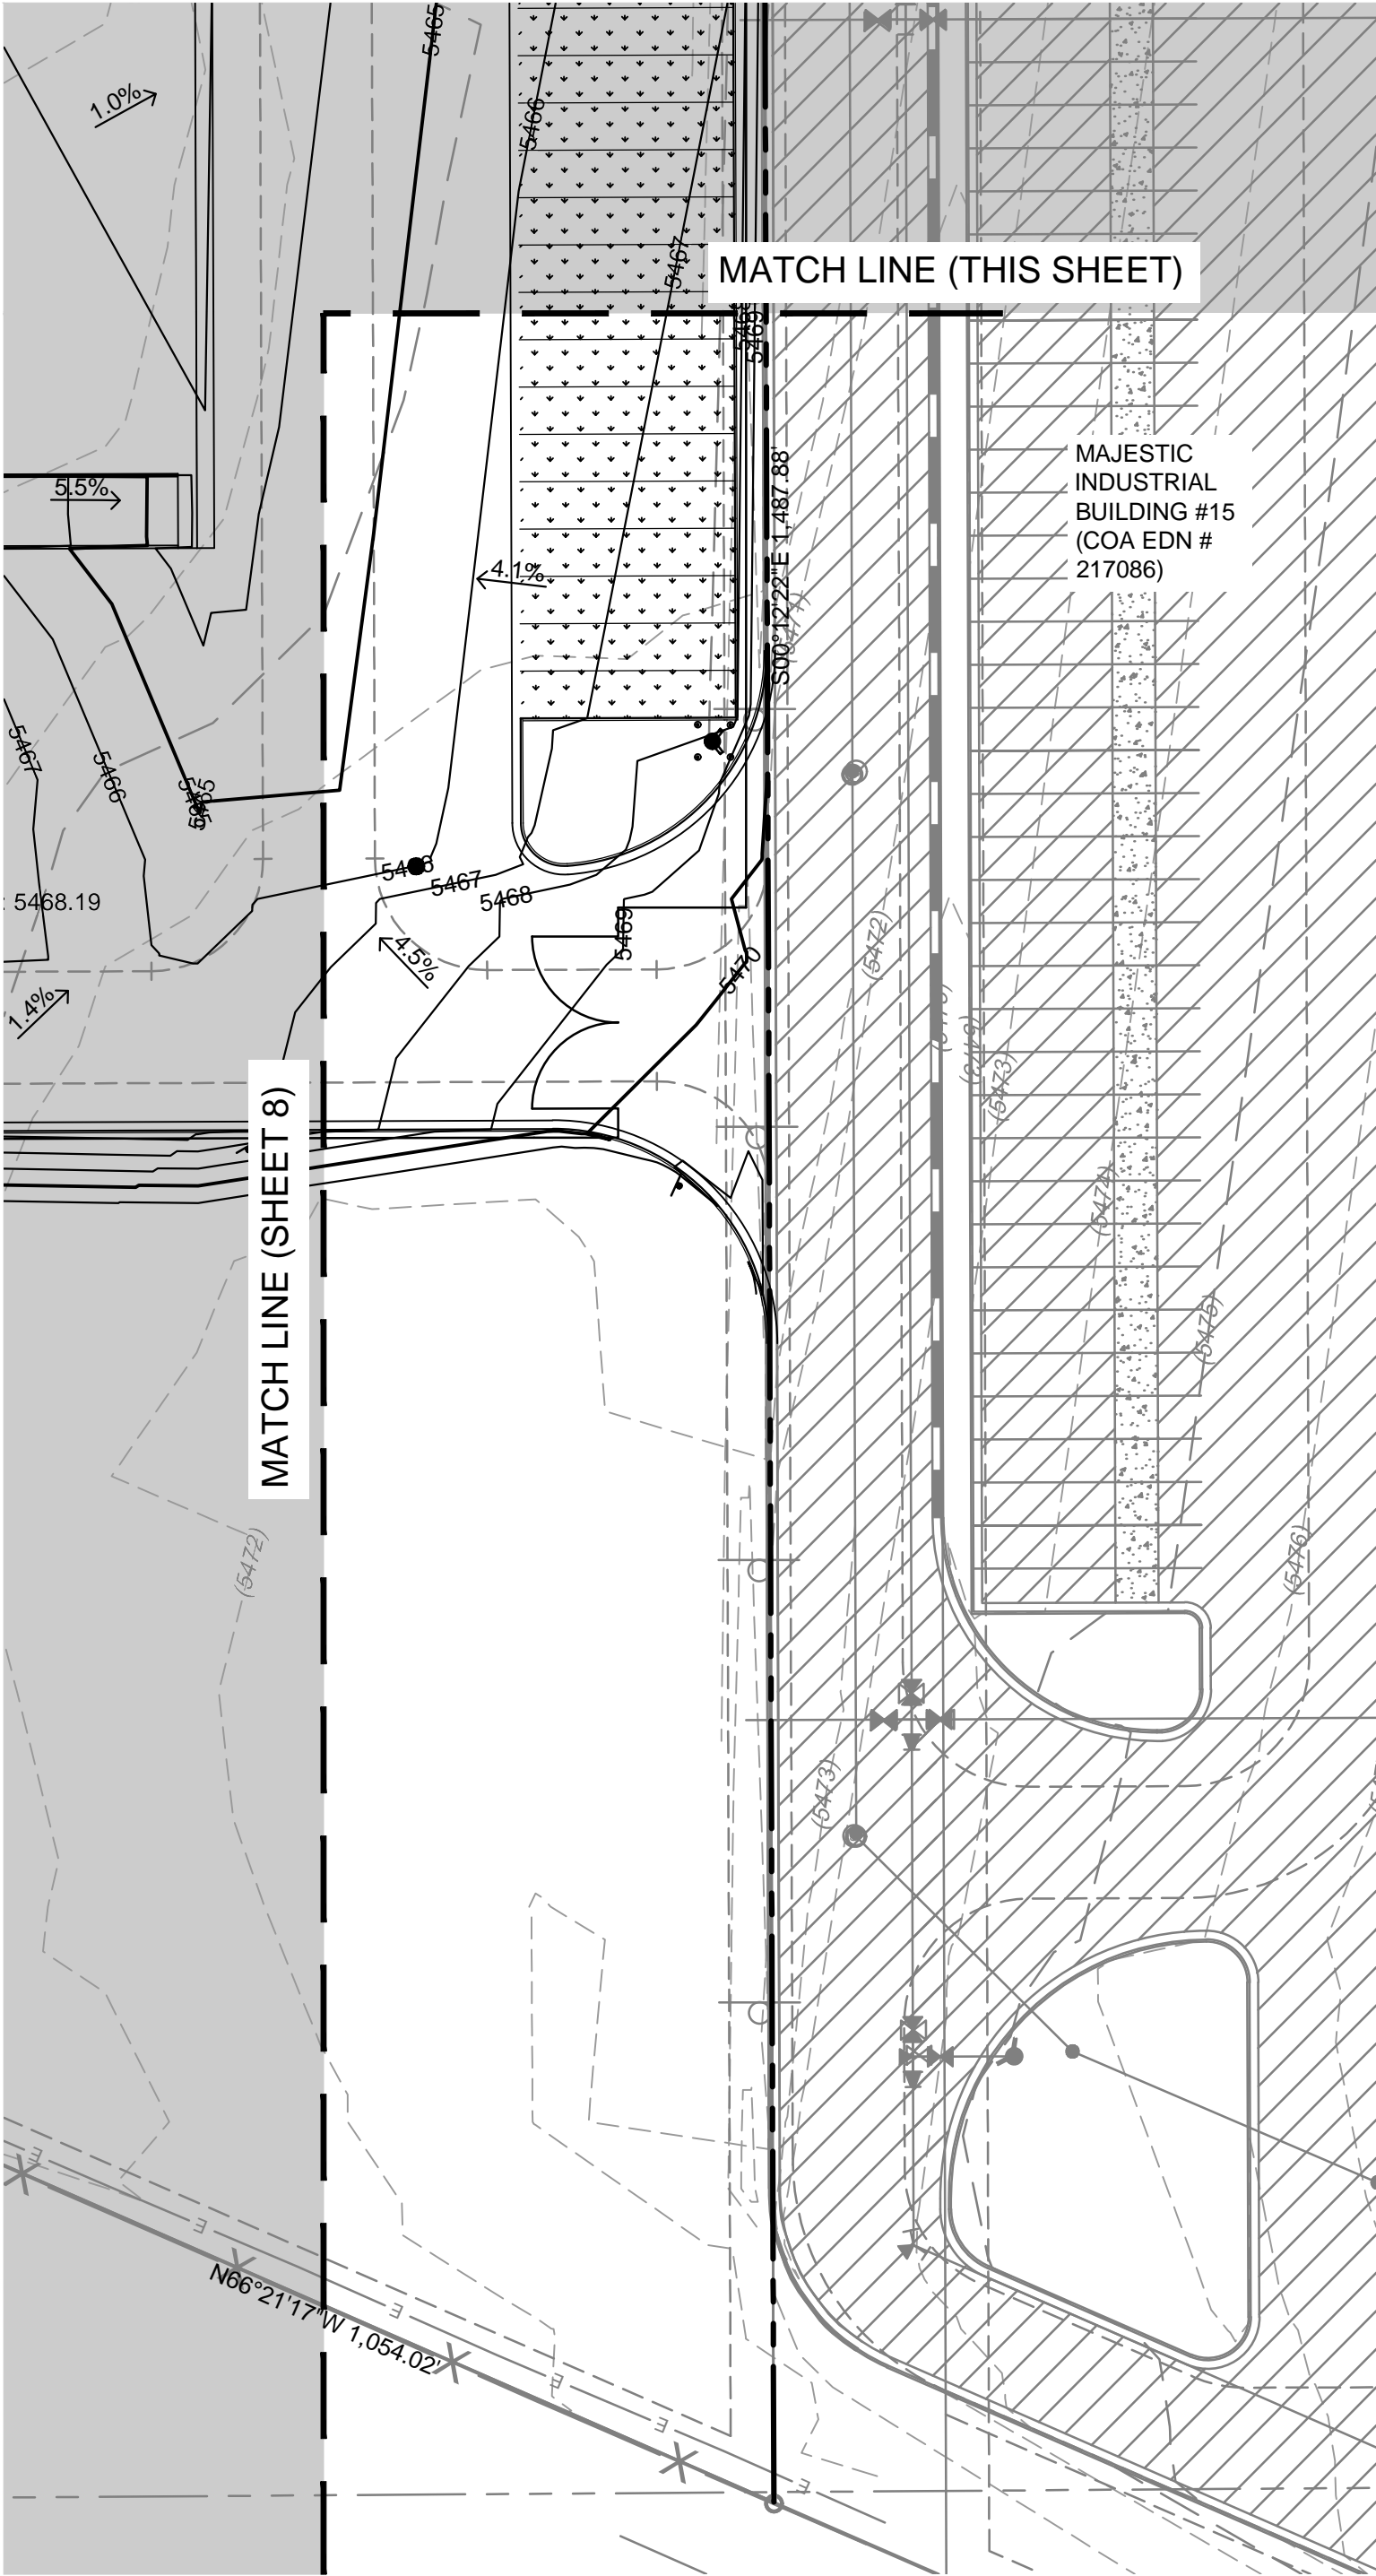 5465
1.0%
5466
5467
MATCH LINE (THIS SHEET)
5469
MAJESTIC
INDUSTRIAL
BUILDING #15
(COA EDN #
217086)
5.5%
S00°12'22"E 1,487.88'
4.1%
5467
5466
5465
5467
5468
: 5468.19
5469
(5472)
4.5%
5470
1.4%
(5473)
MATCH LINE (SHEET 8)
(5474)
(5475)
(5472)
(5476)
(5473)
E
E
N66°21'17"W 1,054.02'
E
E
E
E